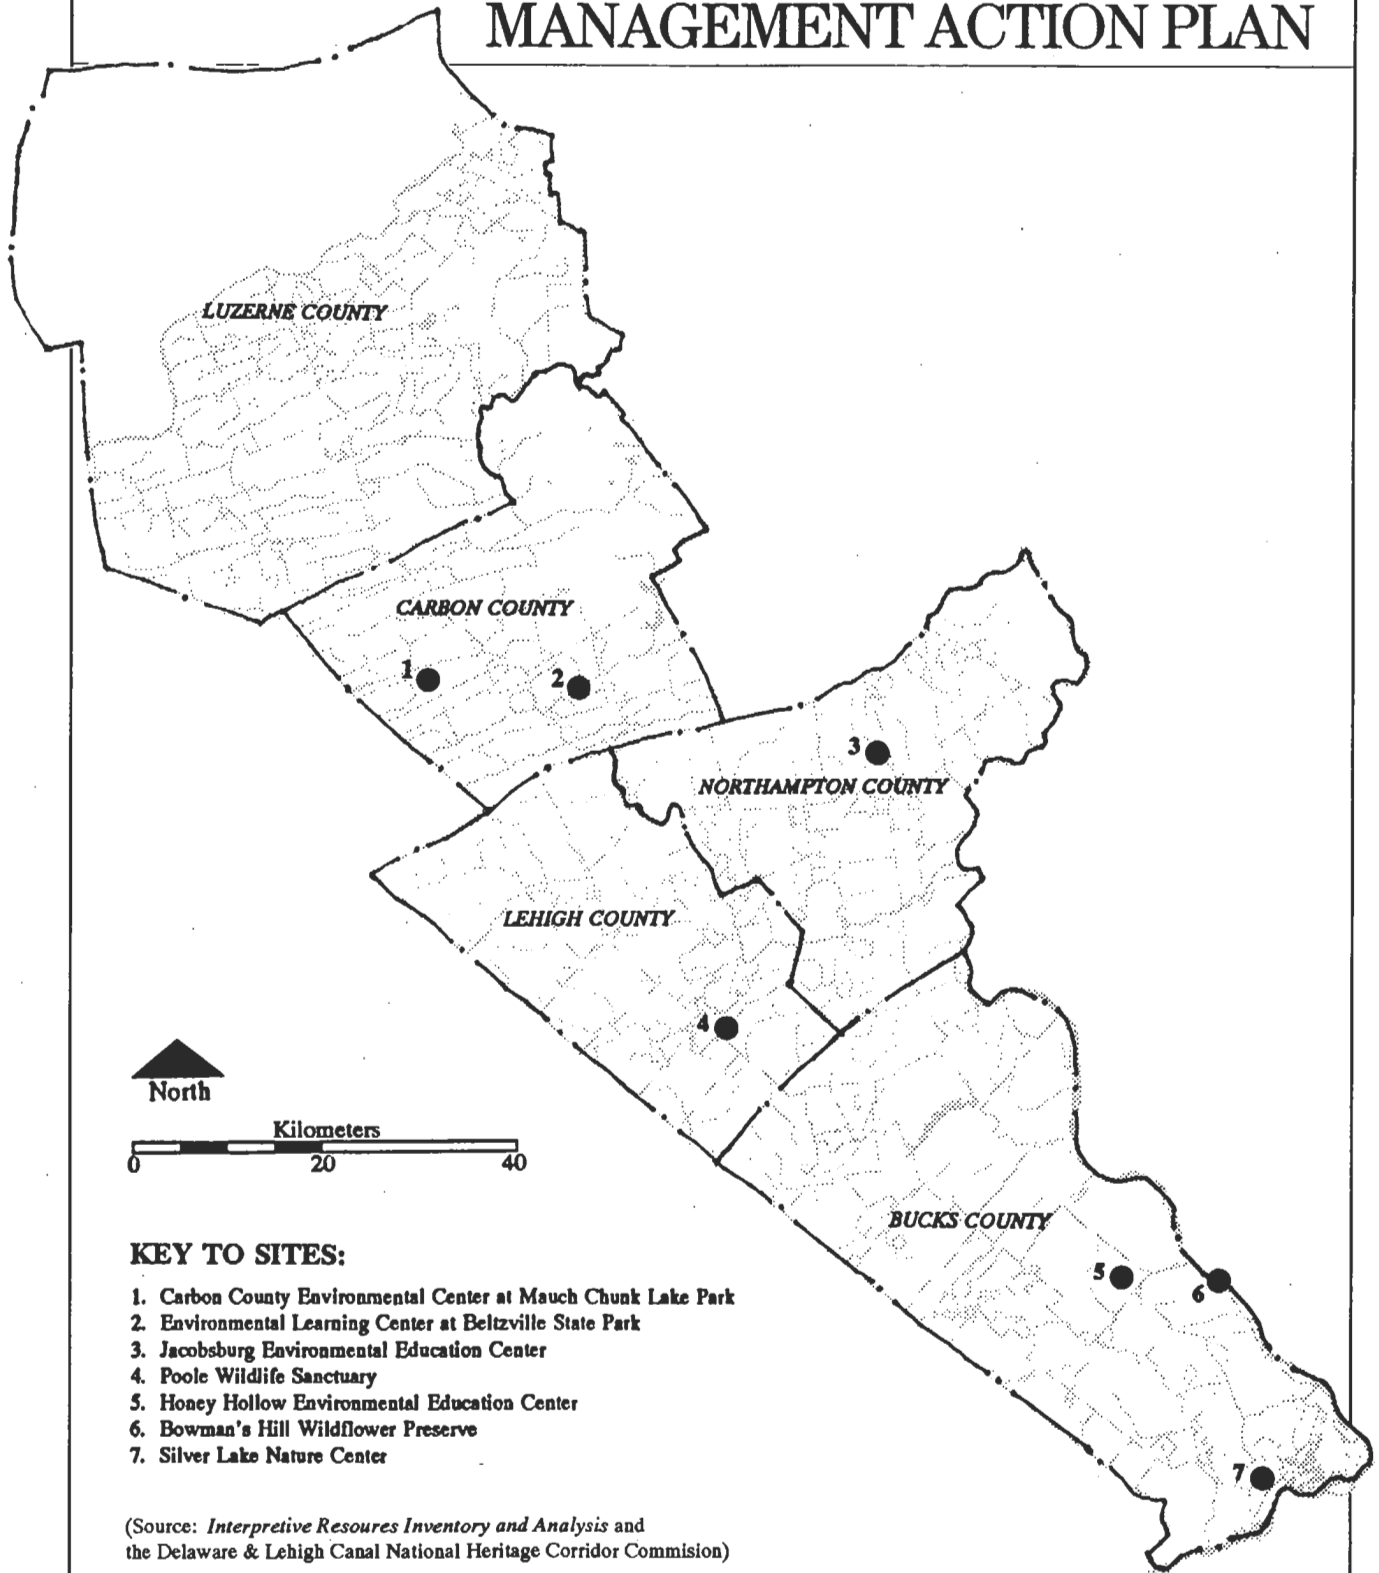 MANAGEMENT ACTION PLAN
LUZERNE COUNTY
CARBON COUNTY
1
2
3
NORTHAMPTON COUNTY
LEHIGH COUNTY
4
North
Kilometers
0 20 40
BUCKS COUNTY
5
6
7
KEY TO SITES:
1. Carbon County Environmental Center at Mauch Chunk Lake Park
2. Environmental Learning Center at Beltzville State Park
3. Jacobsburg Environmental Education Center
4. Poole Wildlife Sanctuary
5. Honey Hollow Environmental Education Center
6. Bowman's Hill Wildflower Preserve
7. Silver Lake Nature Center
(Source: Interpretive Resoures Inventory and Analysis and
the Delaware & Lehigh Canal National Heritage Corridor Commision)